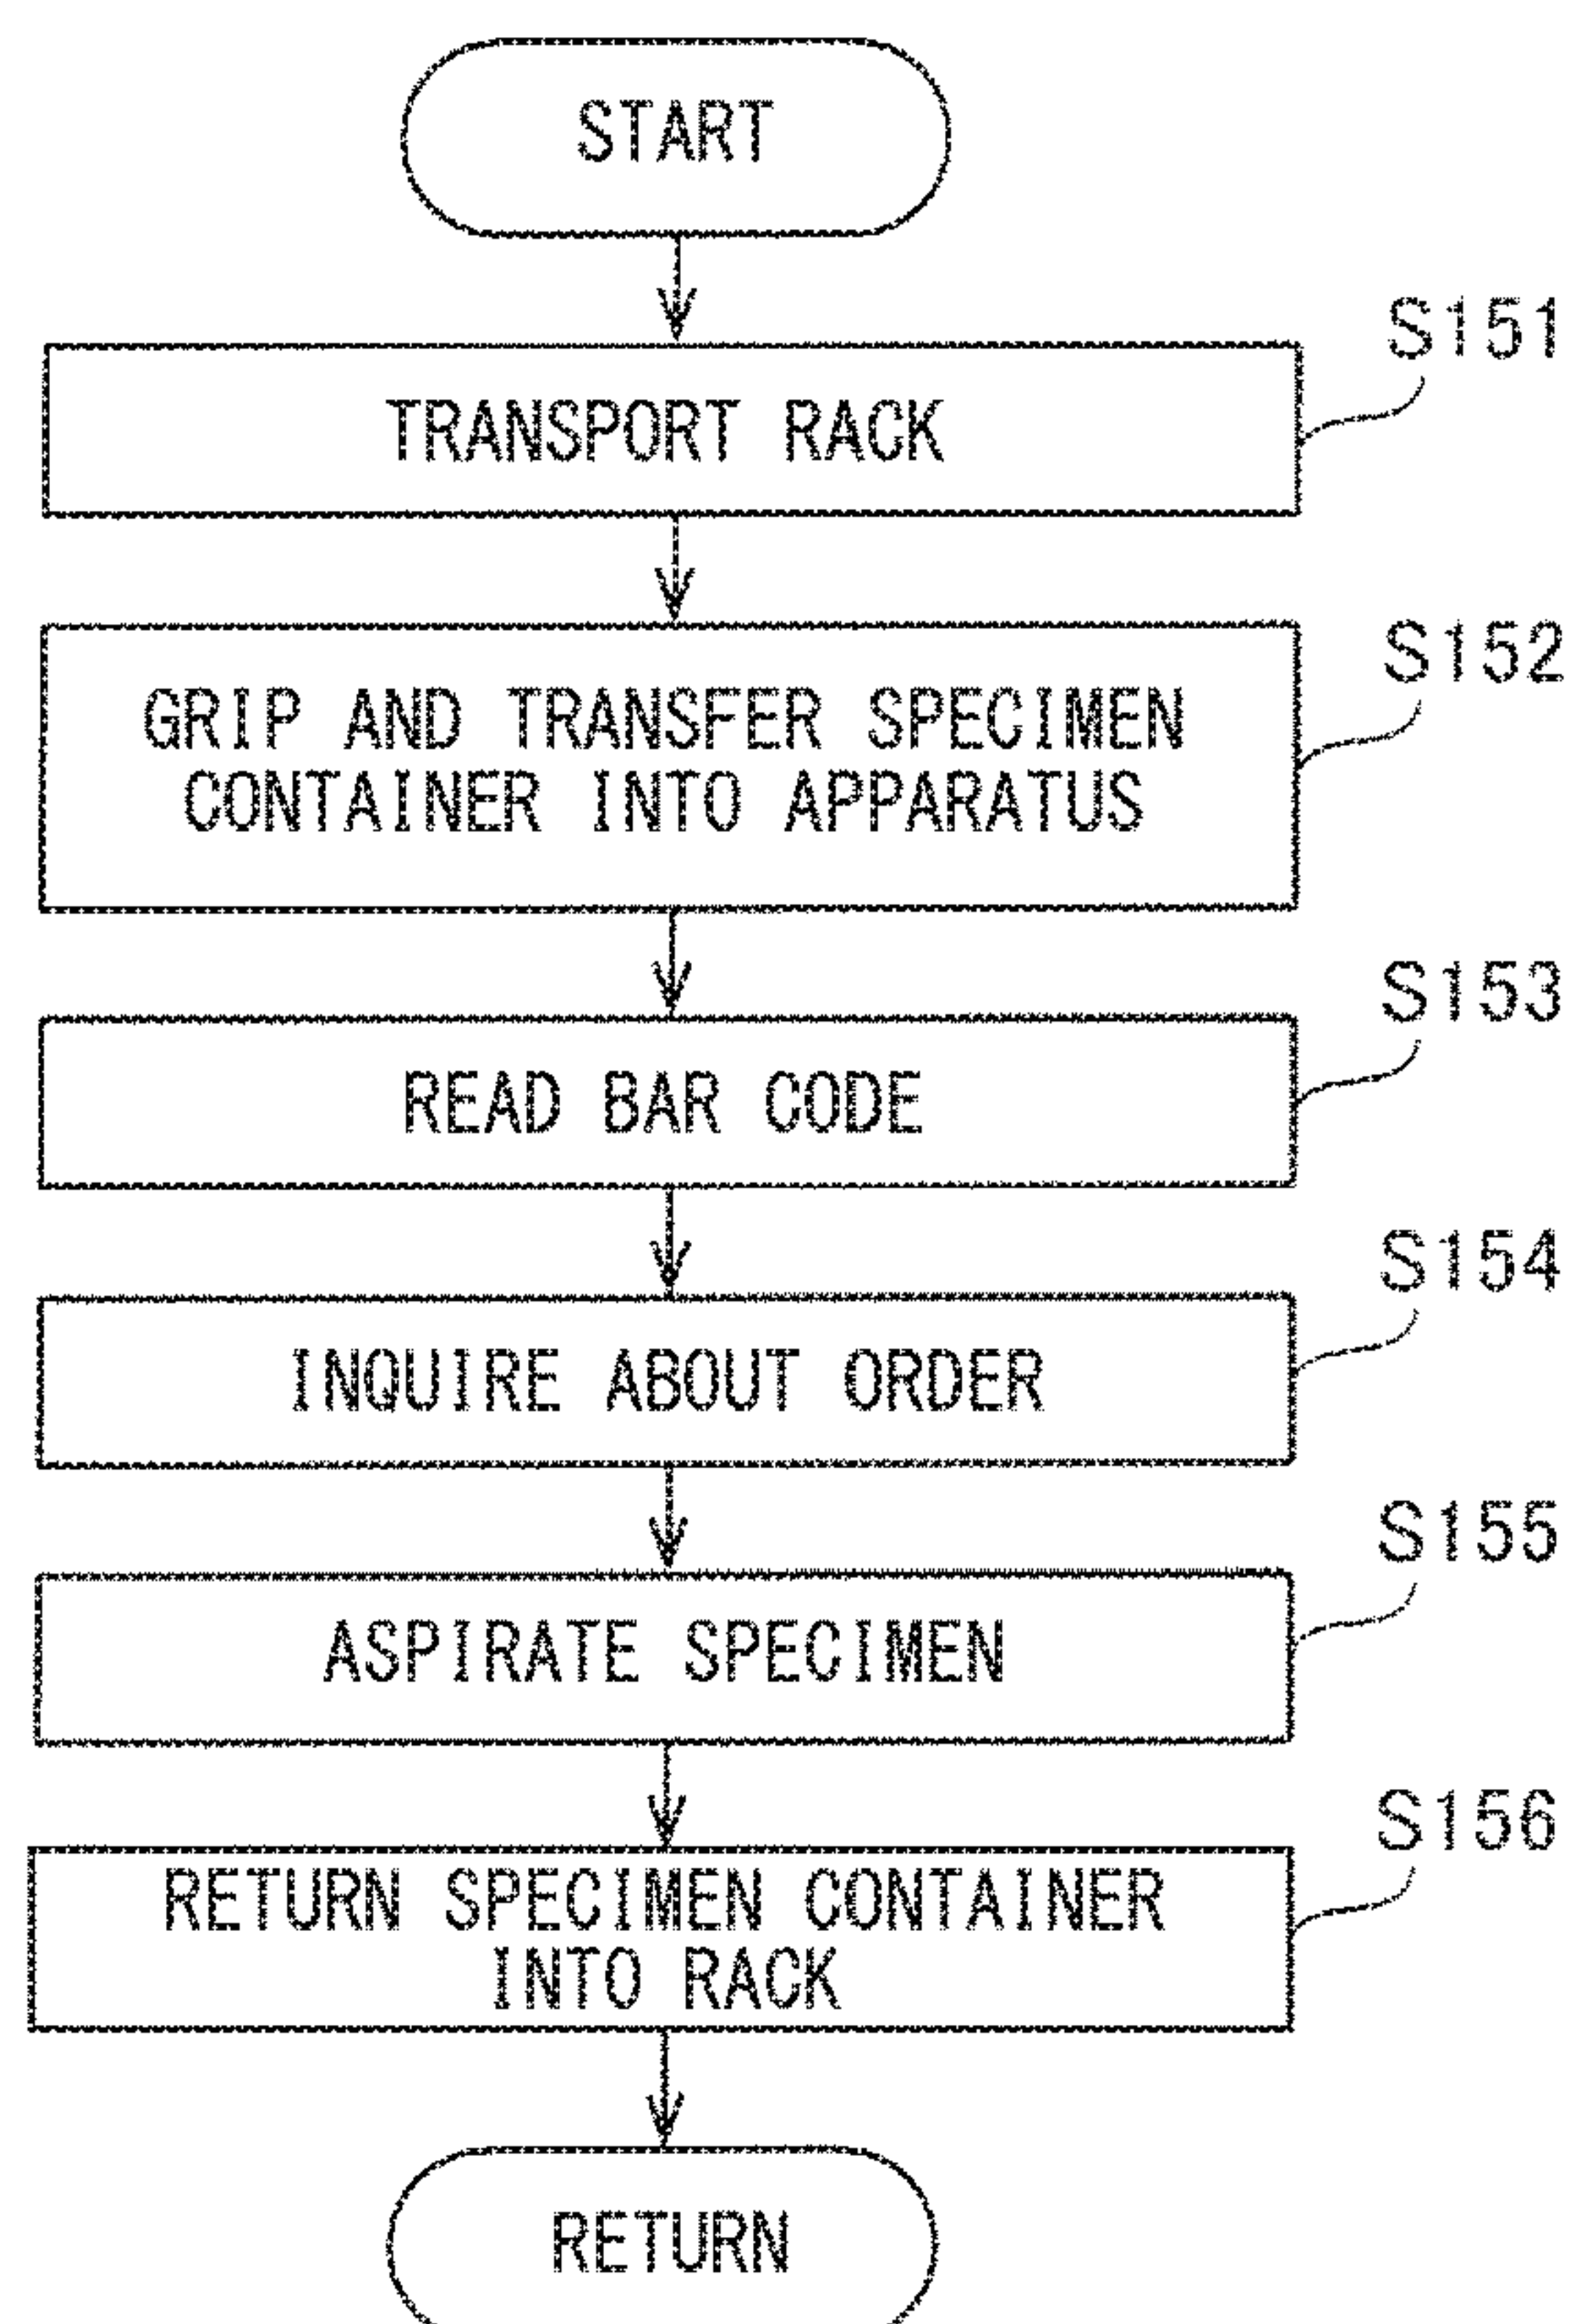 START
S151
TRANSPORT RACK
S152
GRIP AND TRANSFER SPECIMEN
CONTAINER INTO APPARATUS
S153
READ BAR CODE
S154
INQUIRE ABOUT ORDER
S155
ASPIRATE SPECIMEN
S156
RETURN SPECIMEN CONTAINER
INTO RACK
RETURN